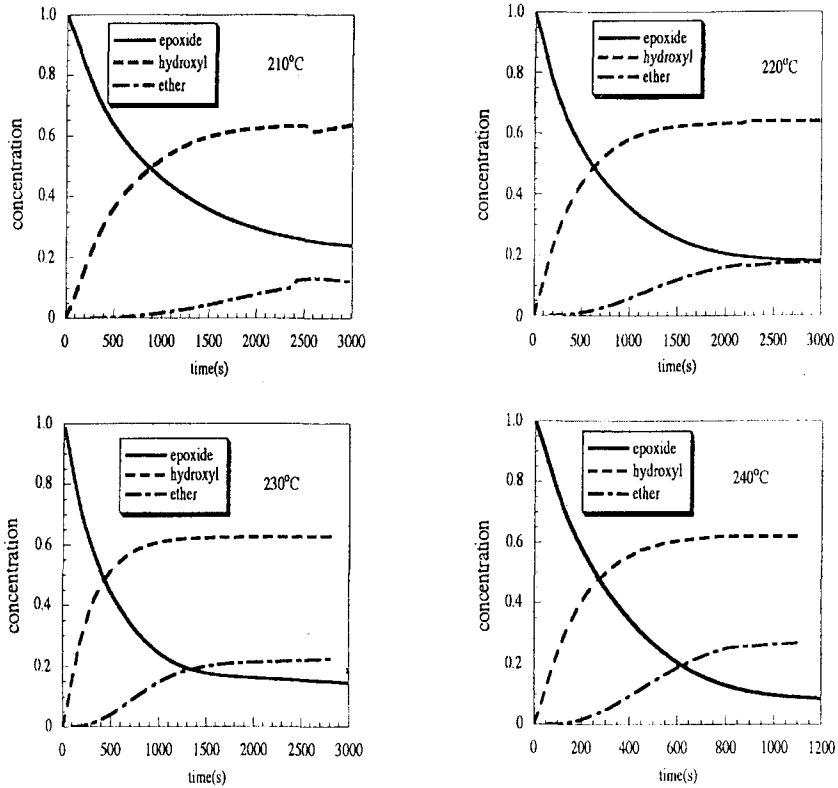 1.0
0.8
0.6
0.4
0.2
0
concentration
epoxide
hydroxyl
ether
210°C
0 500 1000 1500 2000 2500 3000
time(s)
1.0
0.8
0.6
0.4
0.2
0
concentration
epoxide
hydroxyl
ether
220°C
0 500 1000 1500 2000 2500 3000
time(s)
1.0
0.8
0.6
0.4
0.2
0
concentration
epoxide
hydroxyl
ether
230°C
0 500 1000 1500 2000 2500 3000
time(s)
1.0
0.8
0.6
0.4
0.2
0
concentration
epoxide
hydroxyl
ether
240°C
0 200 400 600 800 1000 1200
time(s)